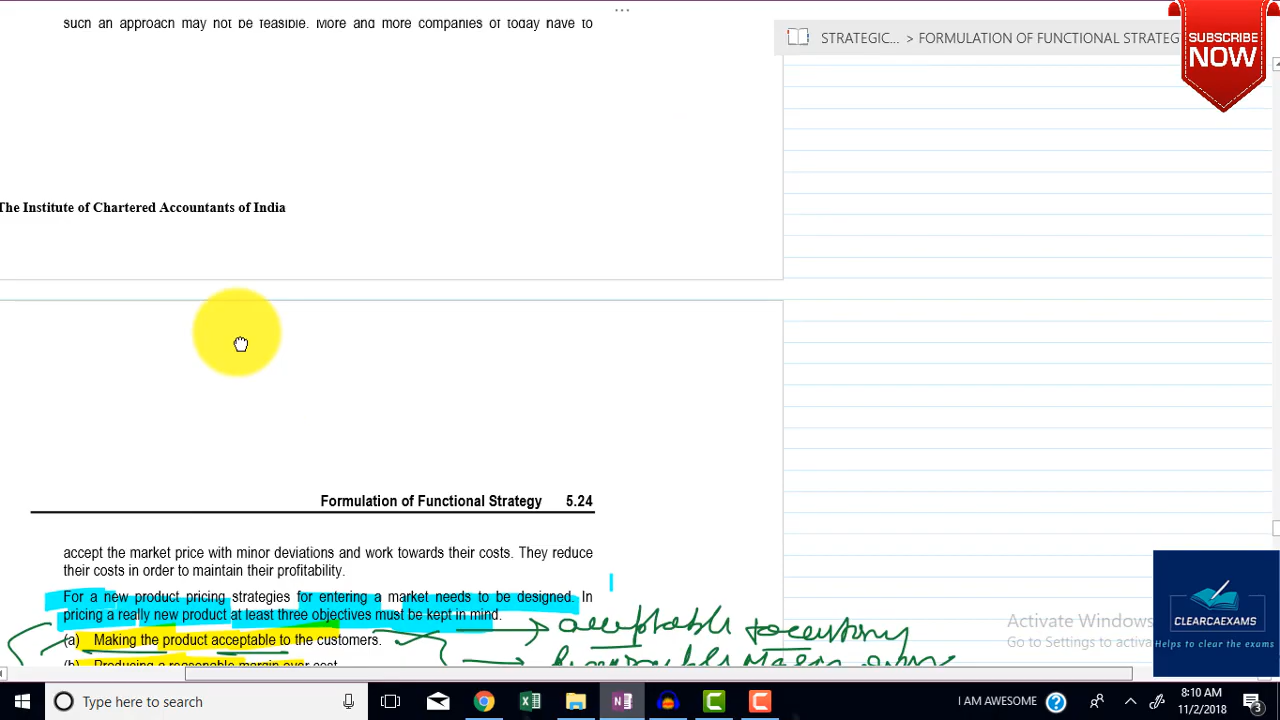 such an approach may not be feasible. More and more companies of today have to
STRATEGIC... > FORMULATION OF FUNCTIONAL STRATEG
SUBSCRIBE
NOW
The Institute of Chartered Accountants of India
Formulation of Functional Strategy 5.24
accept the market price with minor deviations and work towards their costs. They reduce
their costs in order to maintain their profitability.
For a new product pricing strategies for entering a market needs to be designed. In
pricing a really new product at least three objectives must be kept in mind.
(a) Making the product acceptable to the customers.
acceptable to
(b) Producing a reasonable margin over cost.
Activate Windows
Go to Settings to activa
CLEARCAEXAMS
Helps to clear the exams
Type here to search
I AM AWESOME
8:10 AM
11/2/2018
3